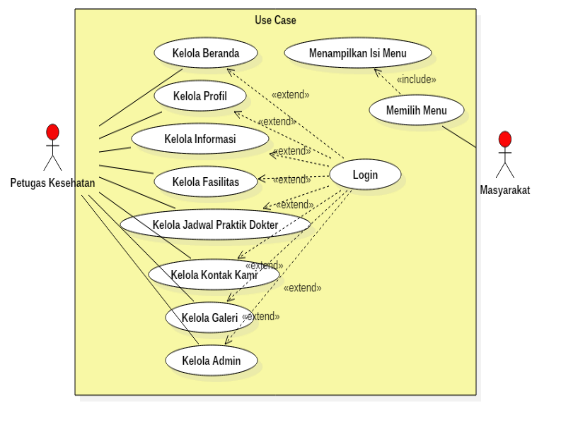 Use Case
Kelola Beranda
Menampilkan Isi Menu
«include»
«extend»
Kelola Profil
Memilih Menu
«extend»
Kelola Informasi
«extend»
Petugas Kesehatan
Kelola Fasilitas
«extend»
Login
Masyarakat
«extend»
Kelola Jadwal Praktik Dokter
«extend»
Kelola Kontak Kami
«extend»
Kelola Galeri
«extend»
Kelola Admin